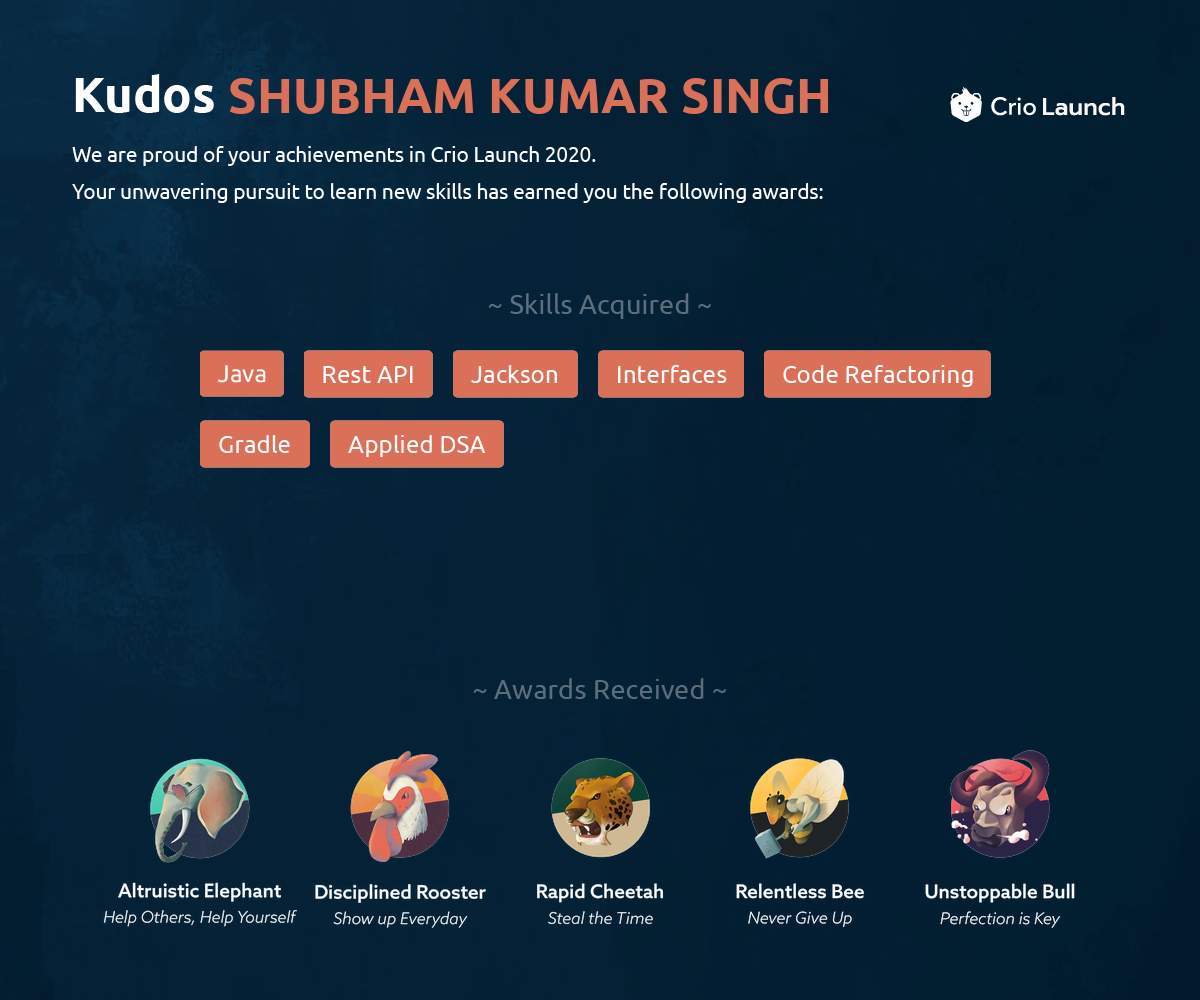 Kudos SHUBHAM KUMAR SINGH
Crio Launch
We are proud of your achievements in Crio Launch 2020.
Your unwavering pursuit to learn new skills has earned you the following awards:
~ Skills Acquired ~
Java Rest API Jackson Interfaces Code Refactoring
Gradle Applied DSA
~ Awards Received ~
Altruistic Elephant Disciplined Rooster Rapid Cheetah Relentless Bee Unstoppable Bull
Help Others, Help Yourself Show up Everyday Steal the Time Never Give Up Perfection is Key